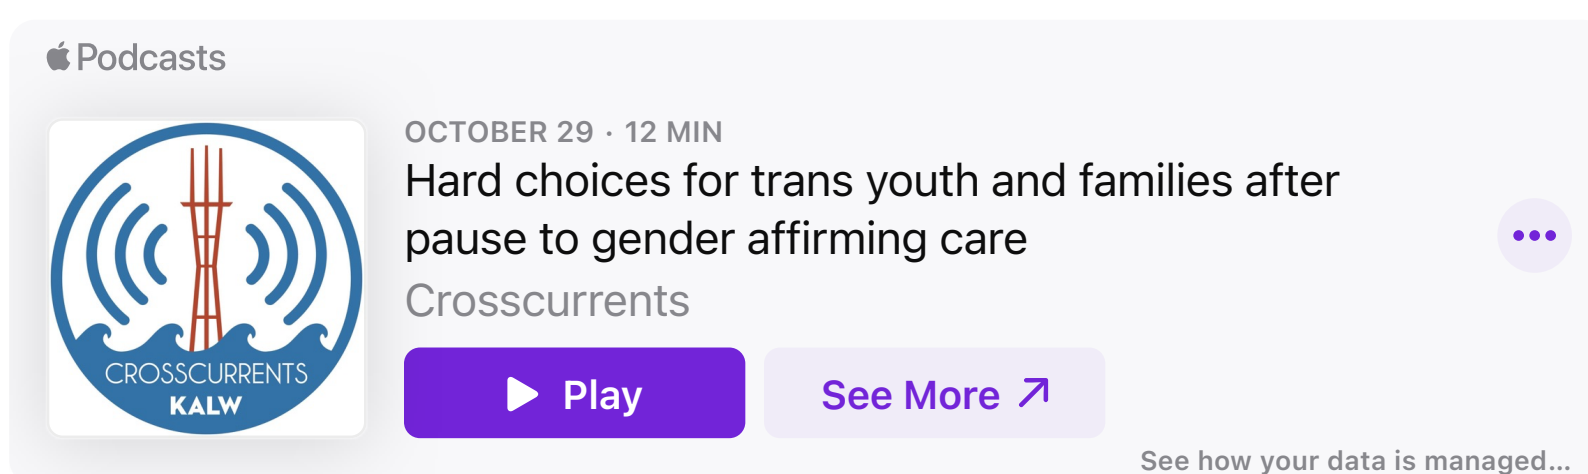 Podcasts
OCTOBER 29 · 12 MIN
Hard choices for trans youth and families after
pause to gender affirming care
Crosscurrents
CROSSCURRENTS
KALW
Play
See More
See how your data is managed...